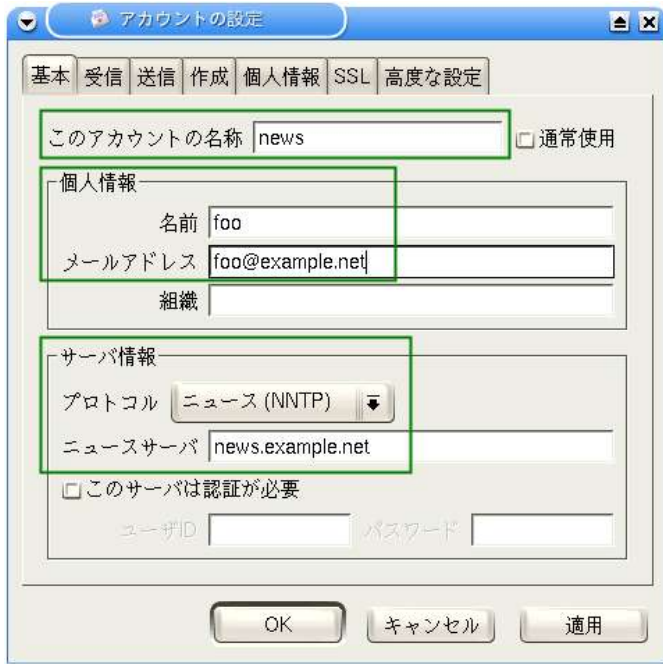 アカウントの設定
基本 受信 送信 作成 個人情報 SSL 高度な設定
このアカウントの名称 news 通常使用
個人情報
名前 foo
メールアドレス foo@example.net
組織
サーバ情報
プロトコル ニュース (NNTP)
ニュースサーバ news.example.net
このサーバは認証が必要
ユーザID パスワード
OK キャンセル 適用